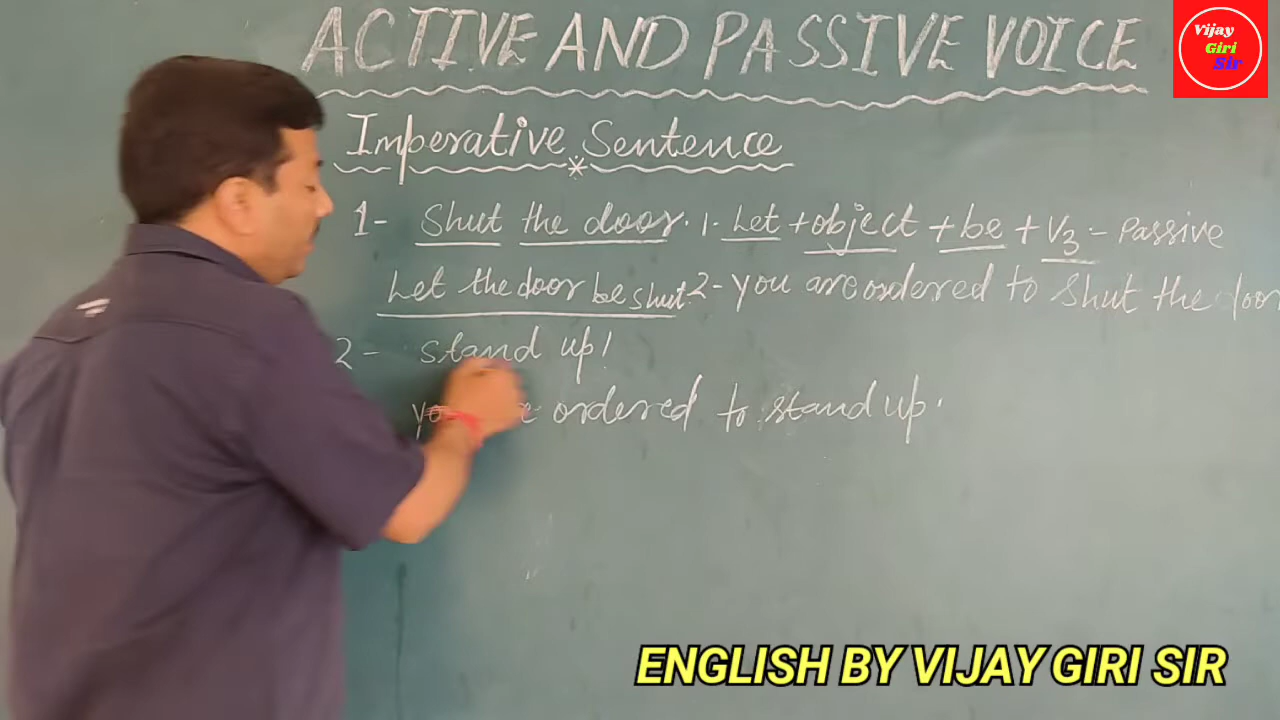 ACTIVE AND PASSIVE VOICE
Vijay
Giri
Sir
Imperative Sentence
1- Shut the door. 1. Let + object + be + V3 - Passive
Let the door be shut 2- you are ordered to Shut the door
2- stand up!
ordered to stand up.
ENGLISH BY VIJAY GIRI SIR